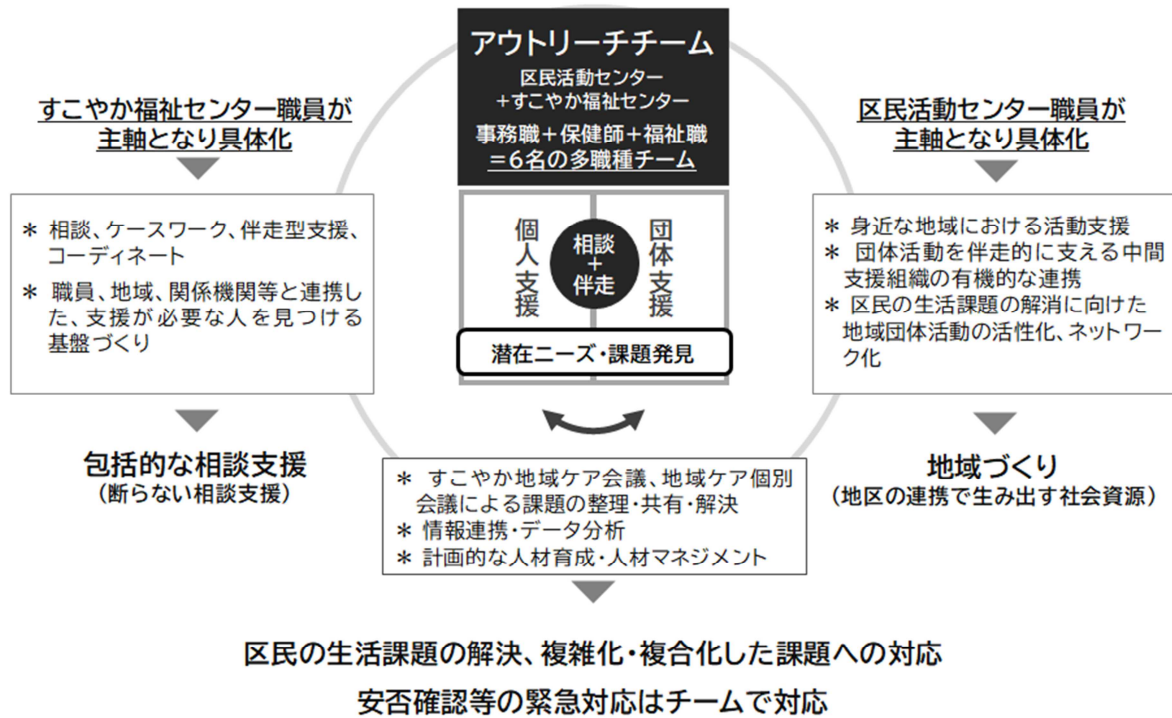 アウトリーチチーム
区民活動センター
+すこやか福祉センター
事務職+保健師+福祉職
=6名の多職種チーム
すこやか福祉センター職員が
主軸となり具体化
＊ 相談、ケースワーク、伴走型支援、
コーディネート
＊ 職員、地域、関係機関等と連携し
た、支援が必要な人を見つける
基盤づくり
包括的な相談支援
(断らない相談支援)
個人支援
相談
+
伴走
団体支援
潜在ニーズ・課題発見
区民活動センター職員が
主軸となり具体化
＊ 身近な地域における活動支援
＊ 団体活動を伴走的に支える中間
支援組織の有機的な連携
＊ 区民の生活課題の解消に向けた
地域団体活動の活性化、ネットワー
ク化
地域づくり
(地区の連携で生み出す社会資源)
＊ すこやか地域ケア会議、地域ケア個別
会議による課題の整理・共有・解決
＊ 情報連携・データ分析
＊ 計画的な人材育成・人材マネジメント
区民の生活課題の解決、複雑化・複合化した課題への対応
安否確認等の緊急対応はチームで対応